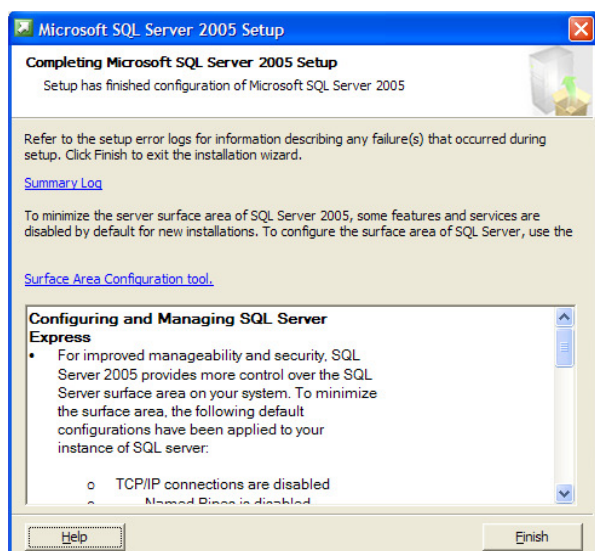 Microsoft SQL Server 2005 Setup
Completing Microsoft SQL Server 2005 Setup
Setup has finished configuration of Microsoft SQL Server 2005
Refer to the setup error logs for information describing any failure(s) that occurred during
setup. Click Finish to exit the installation wizard.
Summary Log
To minimize the server surface area of SQL Server 2005, some features and services are
disabled by default for new installations. To configure the surface area of SQL Server, use the
Surface Area Configuration tool.
Configuring and Managing SQL Server
Express
• For improved manageability and security, SQL
Server 2005 provides more control over the SQL
Server surface area on your system. To minimize
the surface area, the following default
configurations have been applied to your
instance of SQL server:
o TCP/IP connections are disabled
o Named Pipes is disabled
Help
Finish